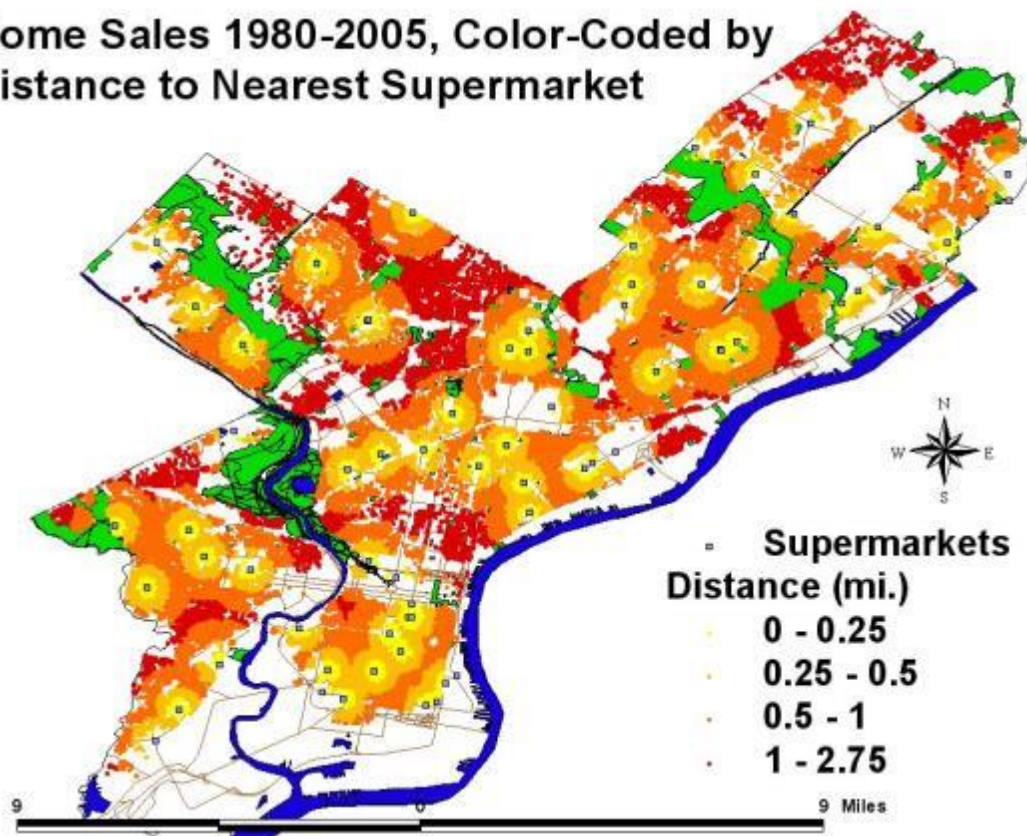 ome Sales 1980-2005, Color-Coded by
istance to Nearest Supermarket
N
W E
S
Supermarkets
Distance (mi.)
0 - 0.25
0.25 - 0.5
0.5 - 1
1 - 2.75
9 0 9 Miles